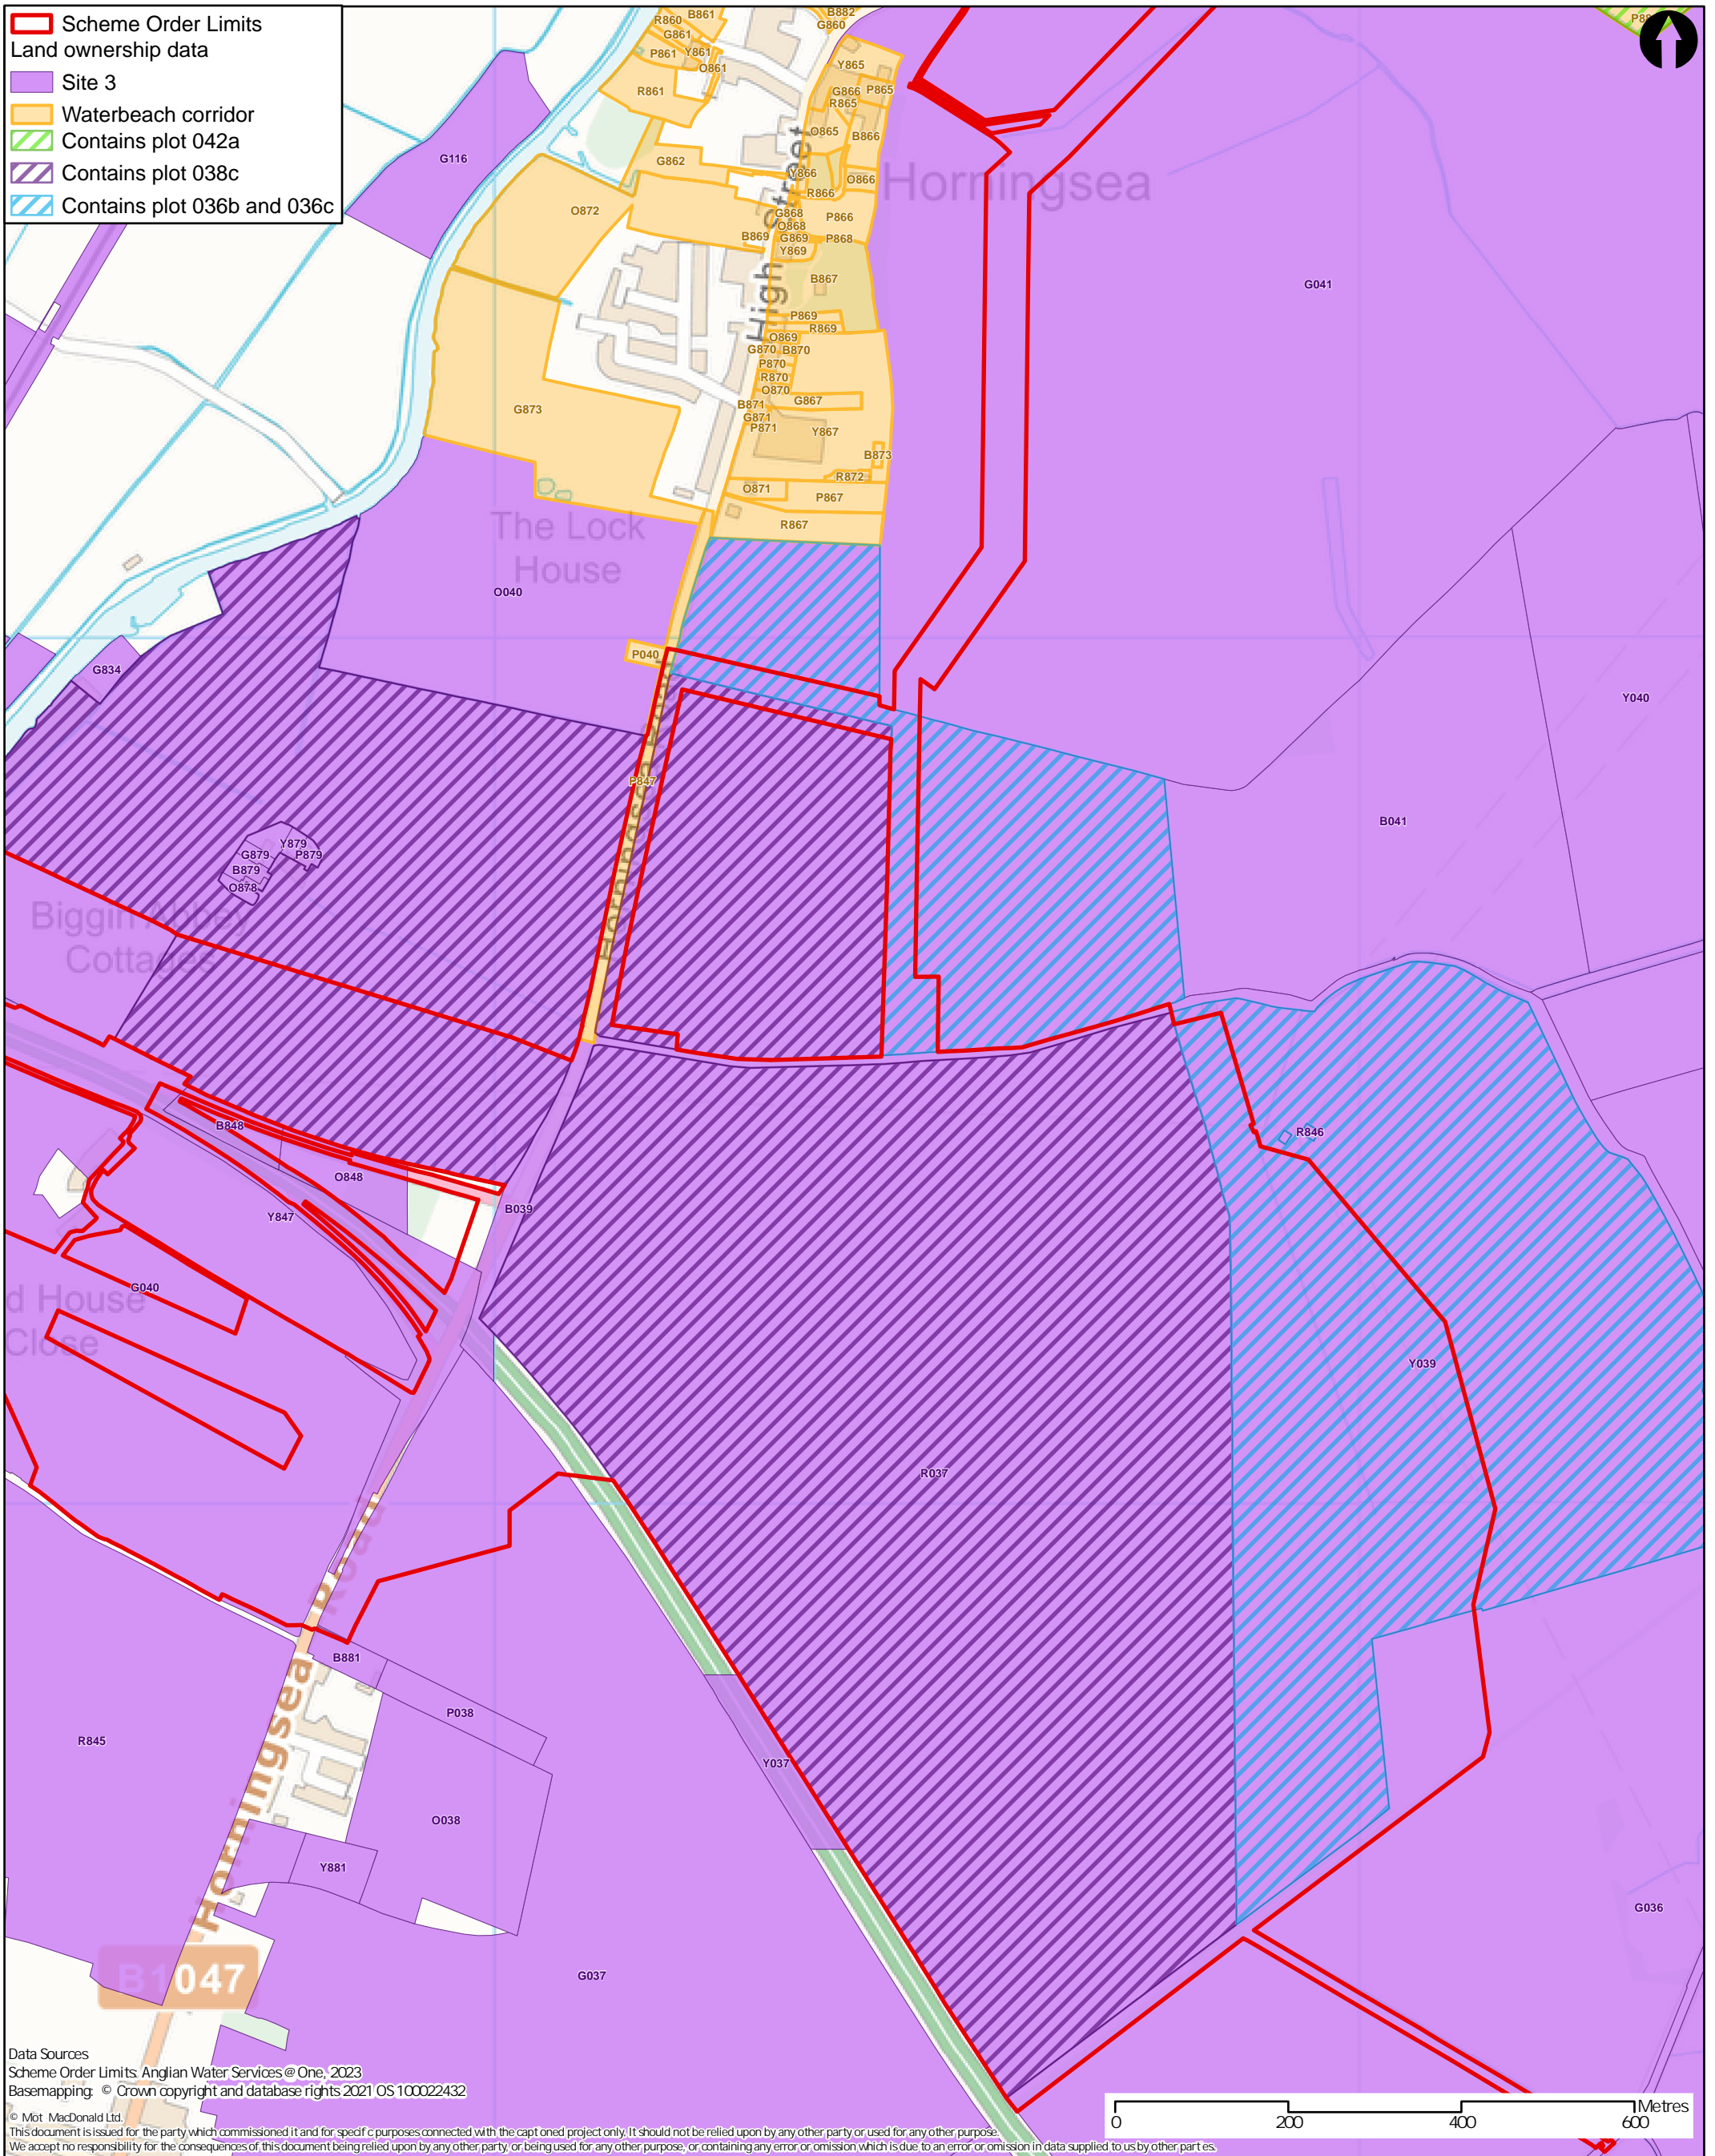 Scheme Order Limits
Land ownership data
Site 3
Waterbeach corridor
Contains plot 042a
Contains plot 038c
Contains plot 036b and 036c
R860
B861
G861
P861
Y861
O861
R861
B882
G860
Y865
G866
P865
R865
O865
B866
G862
Y866
O866
R866
G116
O872
G868
P866
O868
B869
G869
P868
Y869
B867
High Street
Horningsea
G041
P869
R869
O869
G870
B870
P870
R870
O870
G867
B871
G871
P871
Y867
G873
B873
R872
O871
P867
R867
The Lock
House
O040
P040
G834
Y040
P847
B041
Y879
G879
P879
B879
O878
Biggin Abbey
Cottages
B848
R846
O848
B039
Y847
G040
d House
Close
Y039
R037
Road
B881
P038
R845
Y037
O038
Horningsea
Y881
G036
B1047
G037
Data Sources
Scheme Order Limits: Anglian Water Services @ One, 2023
Basemapping: © Crown copyright and database rights 2021 OS 100022432
© Mott MacDonald Ltd.
This document is issued for the party which commissioned it and for specific purposes connected with the captioned project only. It should not be relied upon by any other party or used for any other purpose.
We accept no responsibility for the consequences of this document being relied upon by any other party, or being used for any other purpose, or containing any error or omission which is due to an error or omission in data supplied to us by other parties.
Metres
0 200 400 600